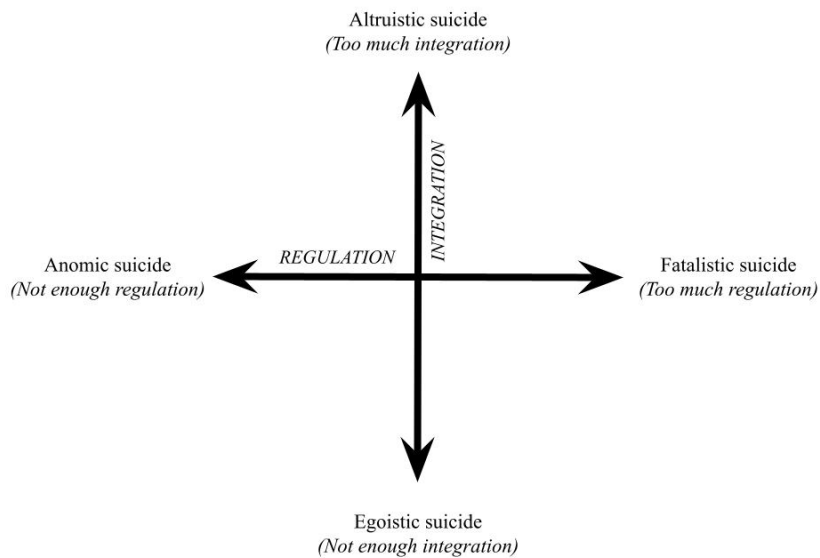 Altruistic suicide
(Too much integration)
INTEGRATION
REGULATION
Anomic suicide
(Not enough regulation)
Fatalistic suicide
(Too much regulation)
Egoistic suicide
(Not enough integration)